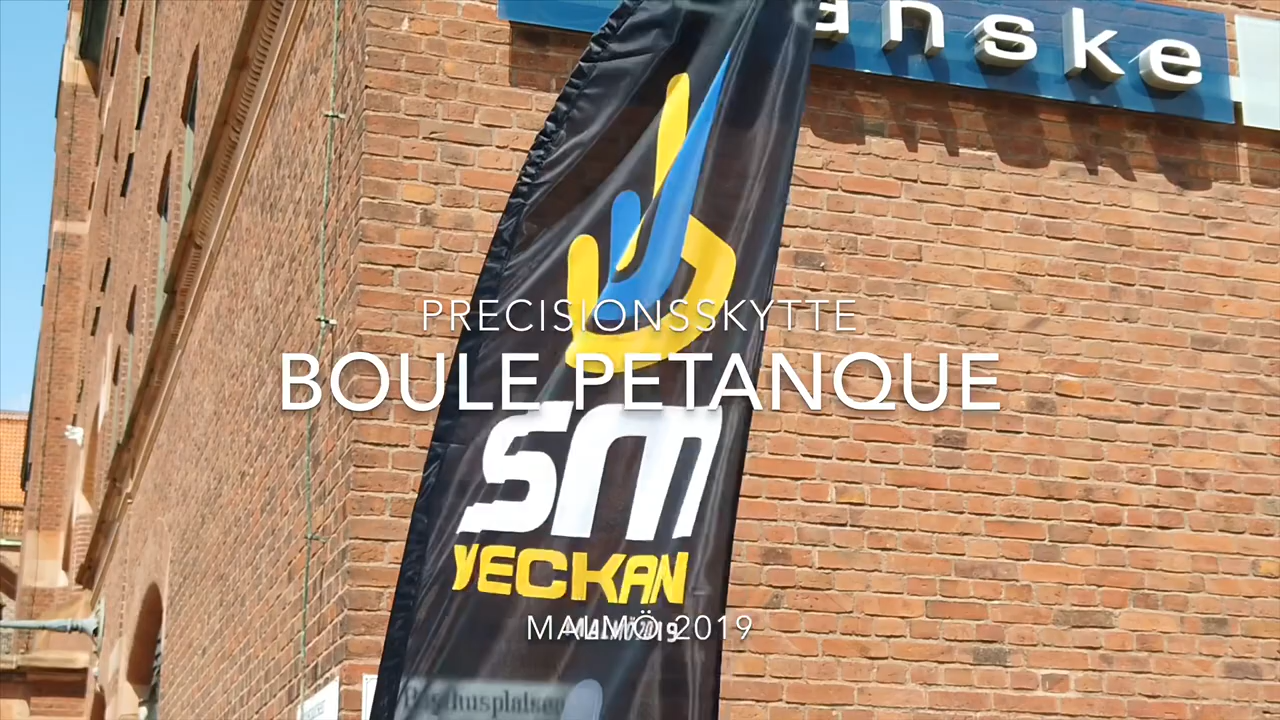 anske
PRECISIONSSKYTTE
BOULE PETANQUE
SM
VECKAN
MALMÖ 2019